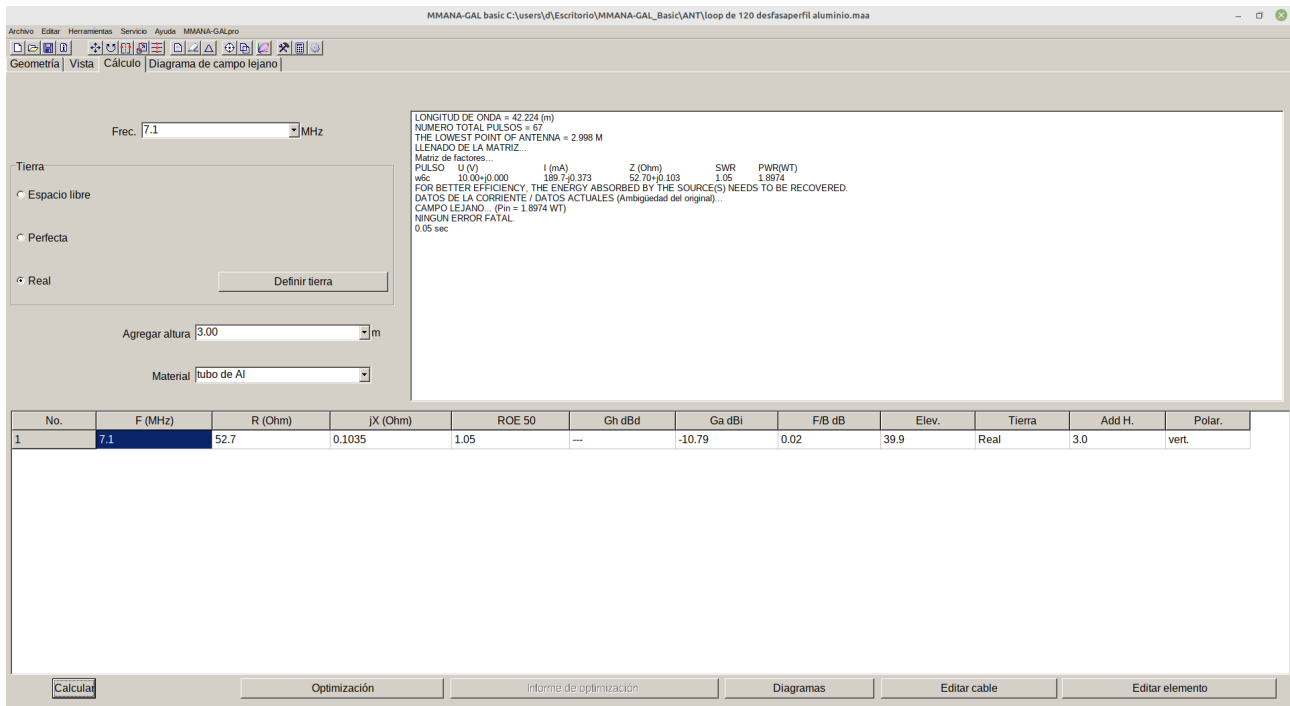 MMANA-GAL basic C:\users\d\Escritorio\MMANA-GAL_Basic\ANT\loop de 120 desfasaperfil aluminio.maa
Archivo Editar Herramientas Servicio Ayuda MMANA-GALpro
Geometría Vista Cálculo Diagrama de campo lejano
Frec. 7.1 MHz
Tierra
Espacio libre
Perfecta
Real Definir tierra
Agregar altura 3.00 m
Material tubo de Al
LONGITUD DE ONDA = 42.224 (m)
NUMERO TOTAL PULSOS = 67
THE LOWEST POINT OF ANTENNA = 2.998 M
LLENADO DE LA MATRIZ...
Matriz de factores...
PULSO U (V) I (mA) Z (Ohm) SWR PWR(WT)
w6c 10.00+j0.000 189.7-j0.373 52.70+j0.103 1.05 1.8974
FOR BETTER EFFICIENCY, THE ENERGY ABSORBED BY THE SOURCE(S) NEEDS TO BE RECOVERED.
DATOS DE LA CORRIENTE / DATOS ACTUALES (Ambigüedad del original)...
CAMPO LEJANO... (Pin = 1.8974 WT)
NINGUN ERROR FATAL.
0.05 sec
No. F (MHz) R (Ohm) jX (Ohm) ROE 50 Gh dBd Ga dBi F/B dB Elev. Tierra Add H. Polar.
1 7.1 52.7 0.1035 1.05 --- -10.79 0.02 39.9 Real 3.0 vert.
Calcular Optimización Informe de optimización Diagramas Editar cable Editar elemento